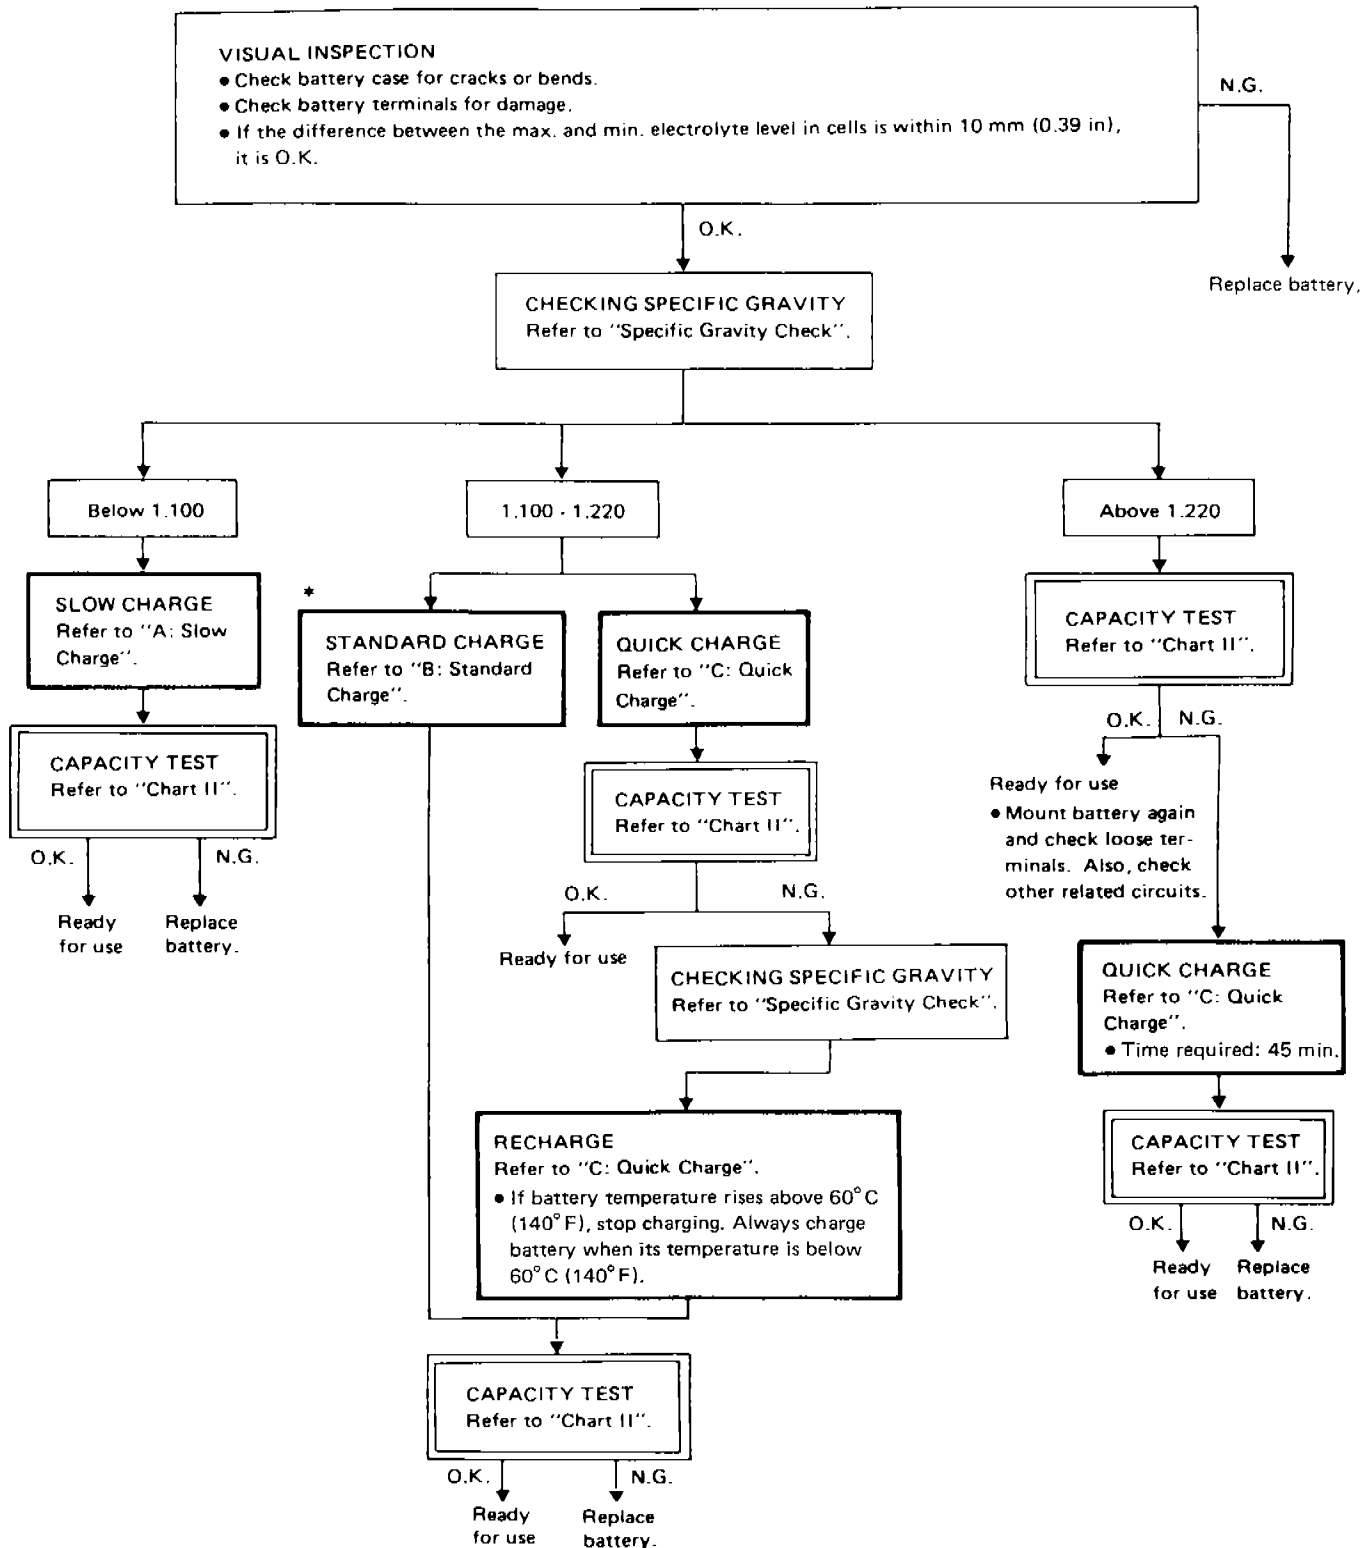 VISUAL INSPECTION
● Check battery case for cracks or bends.
● Check battery terminals for damage.
● If the difference between the max. and min. electrolyte level in cells is within 10 mm (0.39 in),
it is O.K.
N.G.
O.K.
Replace battery.
CHECKING SPECIFIC GRAVITY
Refer to "Specific Gravity Check".
Below 1.100
1.100 - 1.220
Above 1.220
SLOW CHARGE
Refer to "A: Slow
Charge".
*
STANDARD CHARGE
Refer to "B: Standard
Charge".
QUICK CHARGE
Refer to "C: Quick
Charge".
CAPACITY TEST
Refer to "Chart II".
O.K.
N.G.
CAPACITY TEST
Refer to "Chart II".
O.K.
N.G.
Ready
for use
Replace
battery.
CAPACITY TEST
Refer to "Chart II".
O.K.
N.G.
Ready for use
● Mount battery again
and check loose ter-
minals. Also, check
other related circuits.
Ready for use
CHECKING SPECIFIC GRAVITY
Refer to "Specific Gravity Check".
QUICK CHARGE
Refer to "C: Quick
Charge".
● Time required: 45 min.
RECHARGE
Refer to "C: Quick Charge".
● If battery temperature rises above 60°C
(140°F), stop charging. Always charge
battery when its temperature is below
60°C (140°F).
CAPACITY TEST
Refer to "Chart II".
O.K.
N.G.
Ready
for use
Replace
battery.
CAPACITY TEST
Refer to "Chart II".
O.K.
N.G.
Ready
for use
Replace
battery.